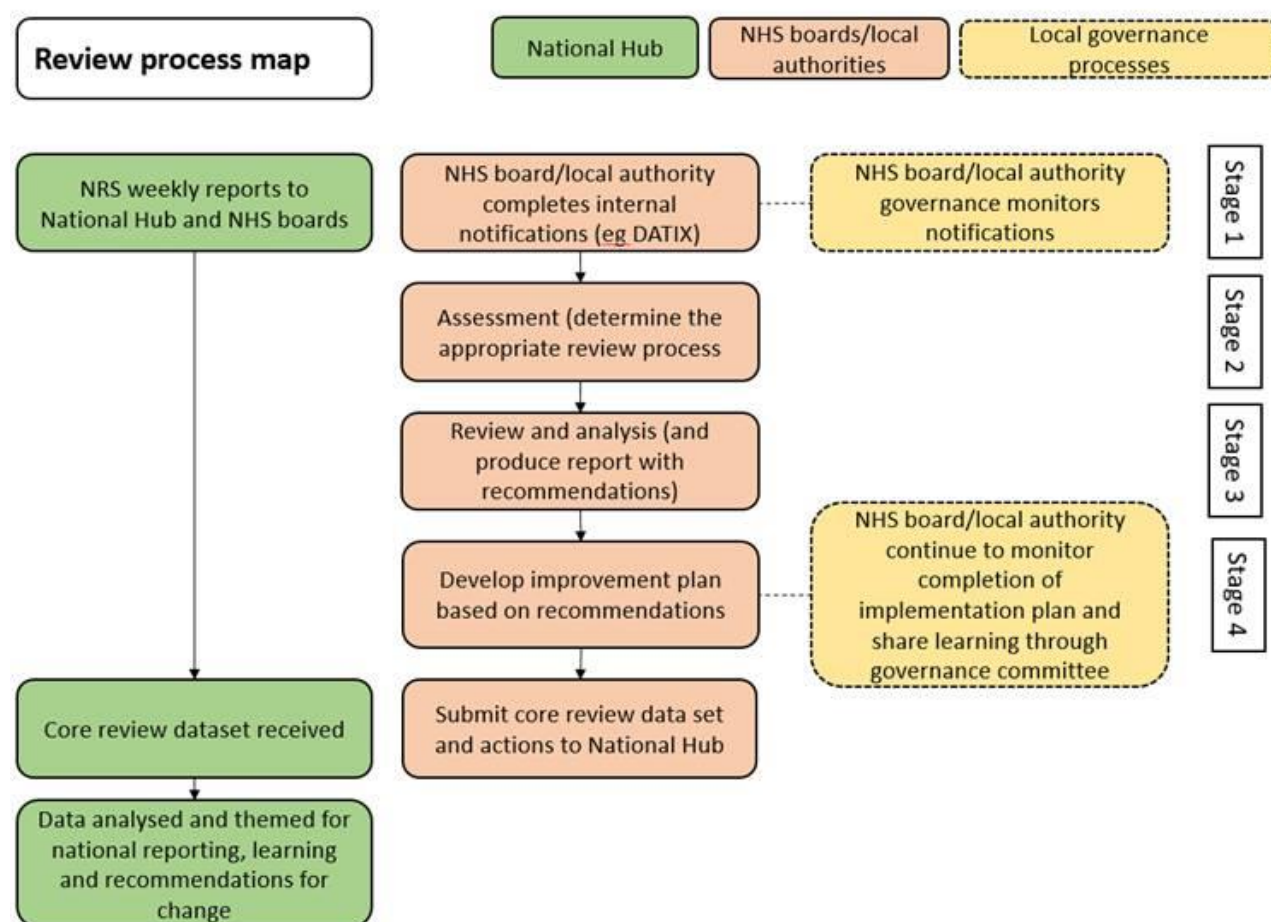 Review process map
National Hub
NHS boards/local
authorities
Local governance
processes
NRS weekly reports to
National Hub and NHS boards
NHS board/local authority
completes internal
notifications (eg DATIX)
NHS board/local authority
governance monitors
notifications
Stage 1
Assessment (determine the
appropriate review process
Stage 2
Review and analysis (and
produce report with
recommendations)
Stage 3
Develop improvement plan
based on recommendations
NHS board/local authority
continue to monitor
completion of
implementation plan and
share learning through
governance committee
Stage 4
Core review dataset received
Submit core review data set
and actions to National Hub
Data analysed and themed for
national reporting, learning
and recommendations for
change